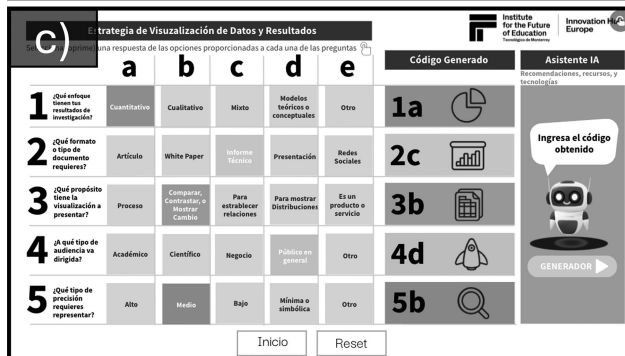 c)
Estrategia de Visuzalización de Datos y Resultados
(oprime) una respuesta de las opciones proporcionadas a cada una de las preguntas
Institute
for the Future
of Education
Tecnológico de Monterrey
Innovation
Europe
a b c d e
Código Generado
Asistente IA
Recomendaciones, recursos, y
tecnologías
1
¿Qué enfoque
tienen tus
resultados de
investigación?
Cuantitativo
Cualitativo
Mixto
Modelos
teóricos o
conceptuales
Otro
1a
2
¿Qué formato
o tipo de
documento
requieres?
Artículo
White Paper
Informe
Técnico
Presentación
Redes
Sociales
2c
3
¿Qué propósito
tiene la
visualización a
presentar?
Proceso
Comparar,
Contrastar, o
Mostrar
Cambio
Para
establecer
relaciones
Para mostrar
Distribuciones
Es un
producto o
servicio
3b
4
¿A qué tipo de
audiencia va
dirigida?
Académico
Científico
Negocio
Público en
general
Otro
4d
5
¿Qué tipo de
precisión
requieres
representar?
Alto
Medio
Bajo
Mínima o
simbólica
Otro
5b
Ingresa el código
obtenido
GENERADOR
Inicio
Reset